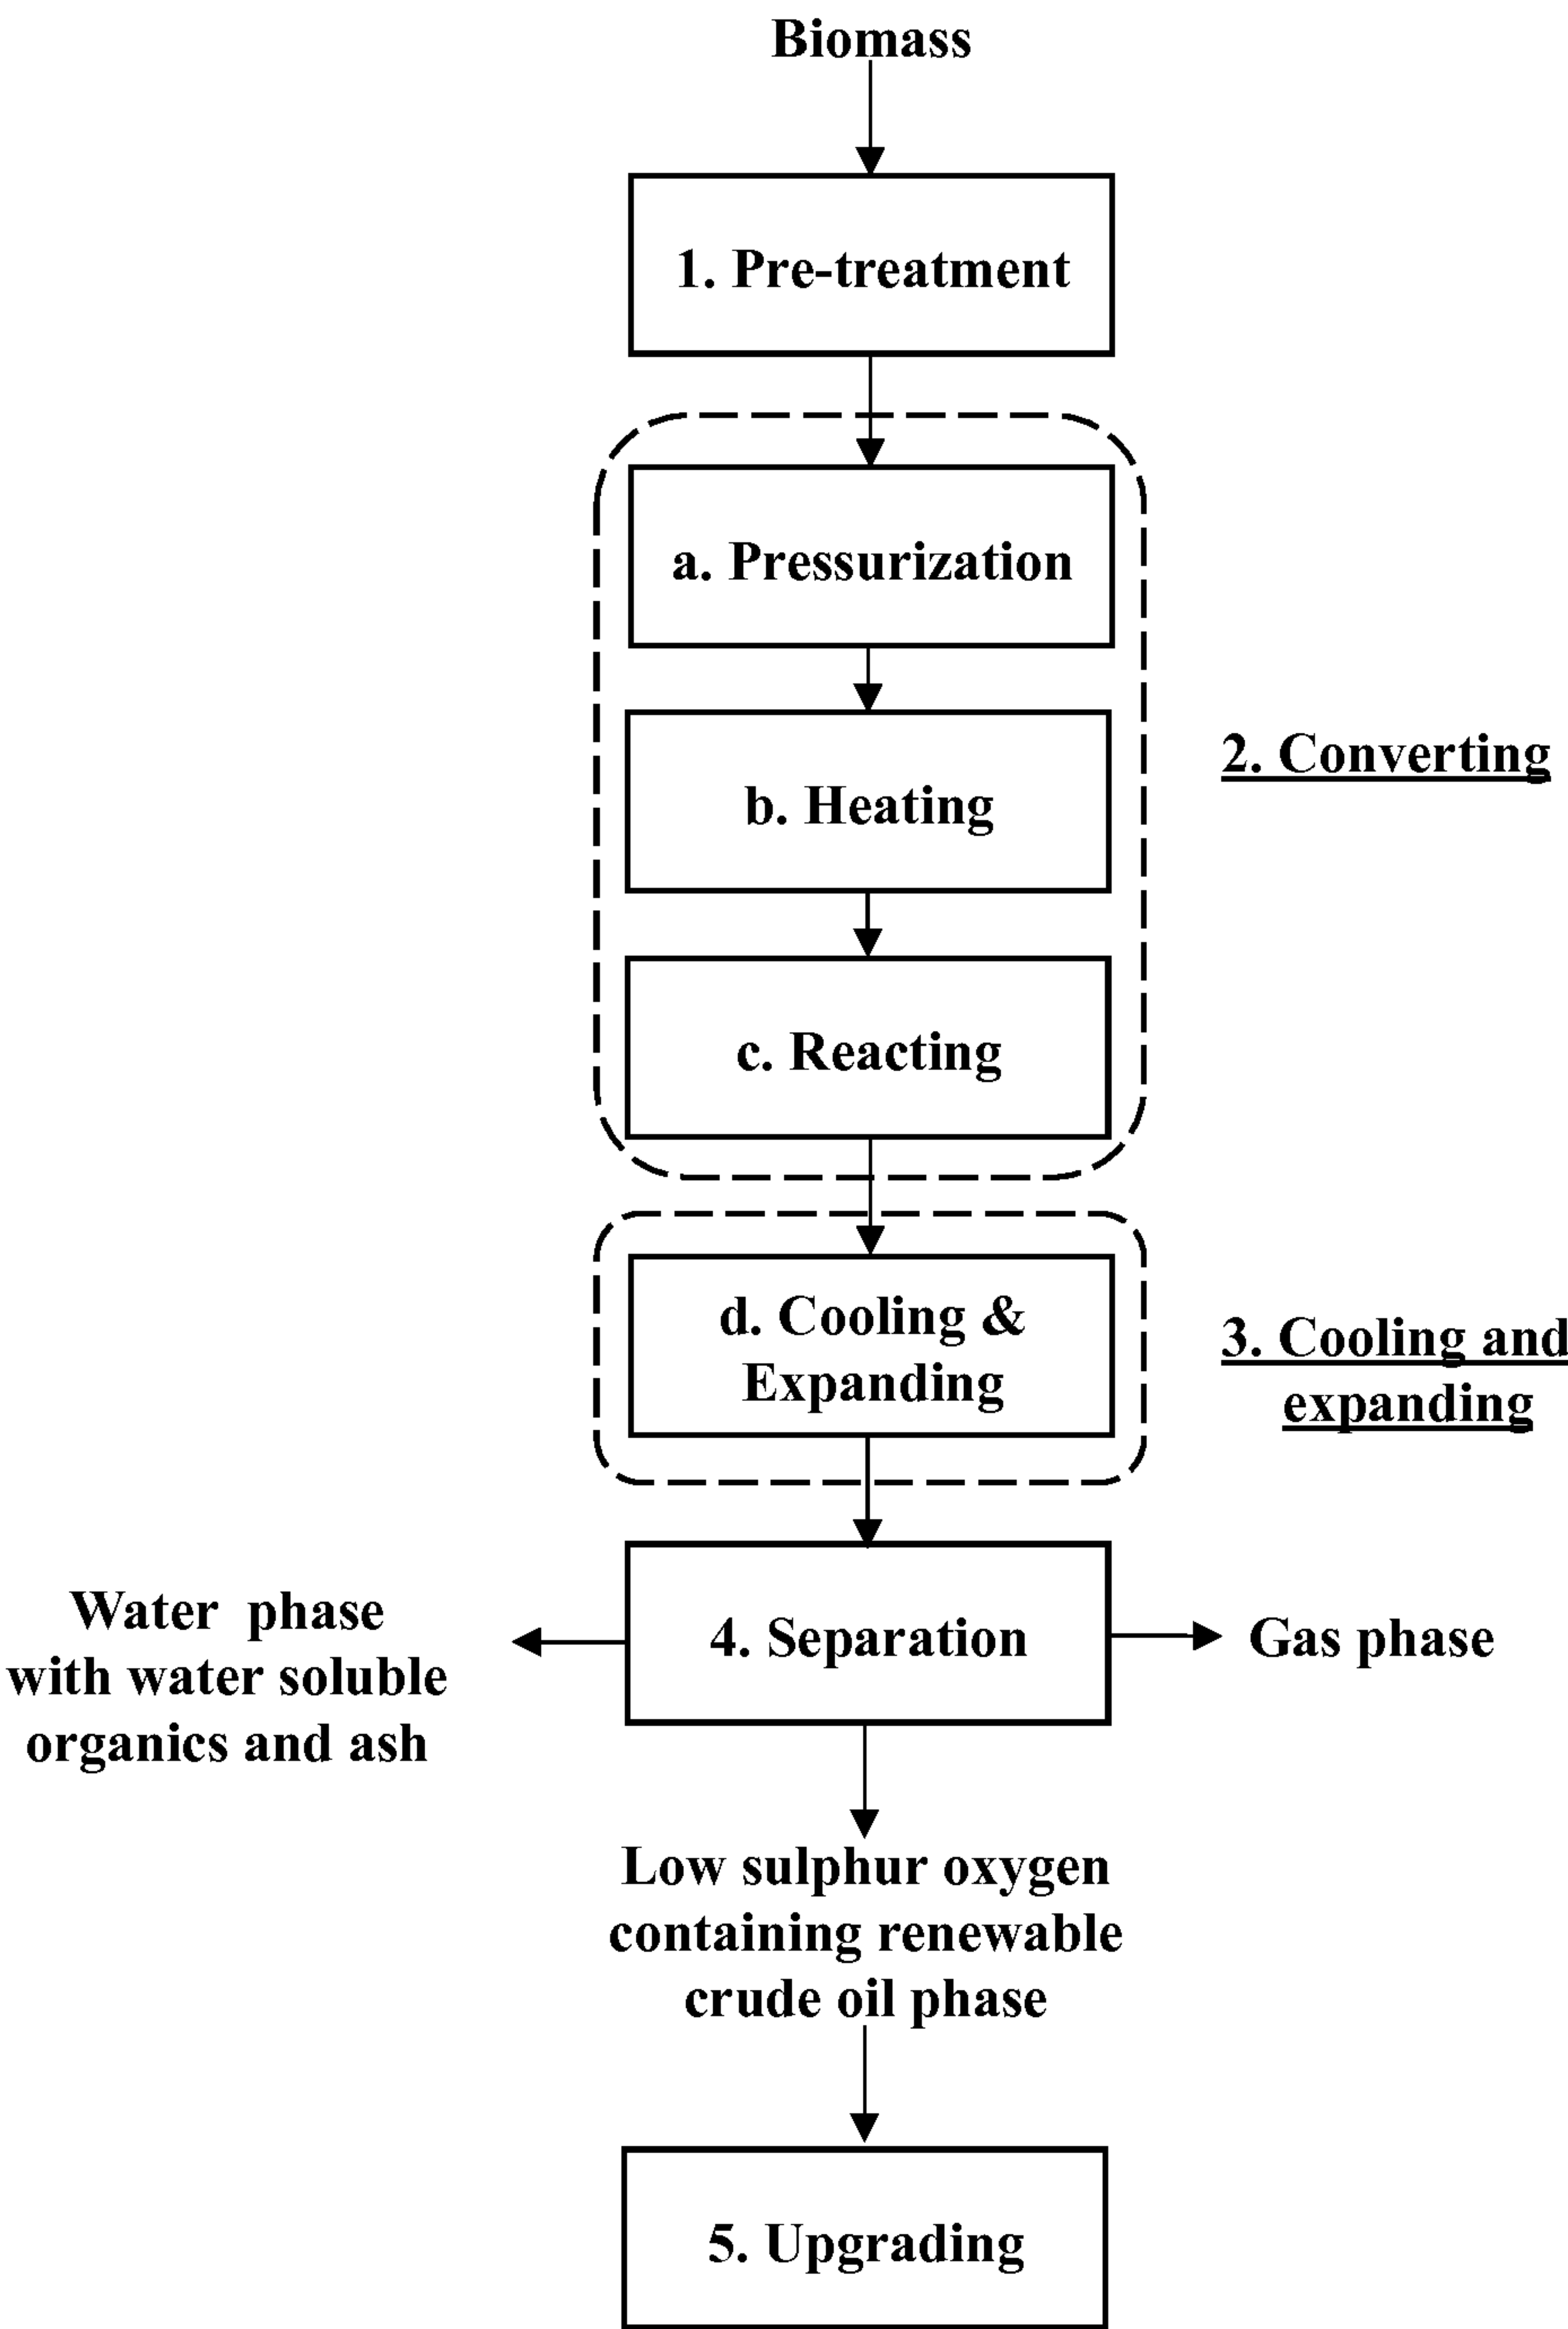 Biomass
1. Pre-treatment
a. Pressurization
b. Heating
2. Converting
c. Reacting
d. Cooling &
Expanding
3. Cooling and
expanding
Water phase
with water soluble
organics and ash
4. Separation
Gas phase
Low sulphur oxygen
containing renewable
crude oil phase
5. Upgrading